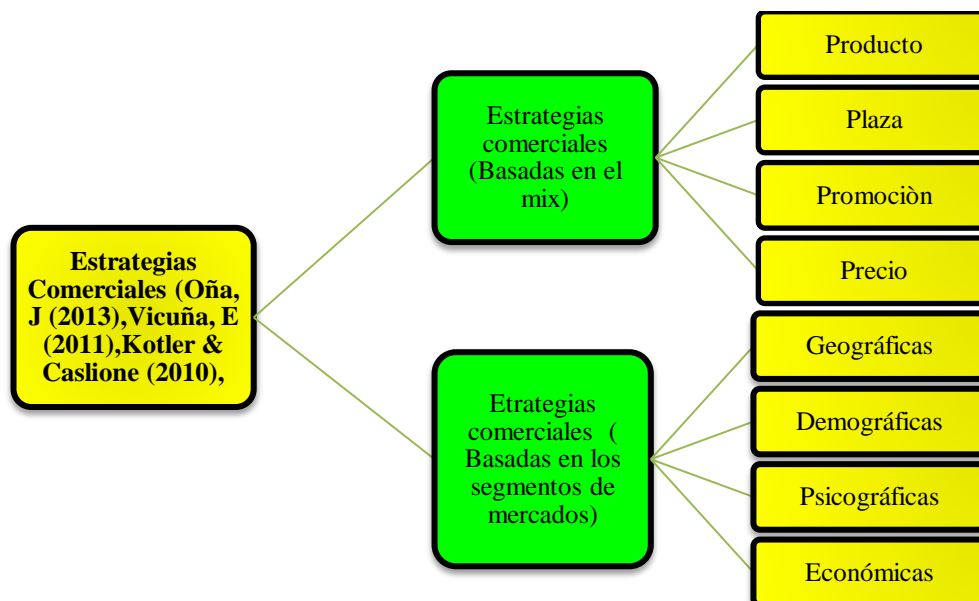 Estrategias
Comerciales (Oña,
J (2013),Vicuña, E
(2011),Kotler &
Caslione (2010),
Estrategias
comerciales
(Basadas en el
mix)
Producto
Plaza
Promociòn
Precio
Etrategias
comerciales  (
Basadas en los
segmentos de
mercados)
Geográficas
Demográficas
Psicográficas
Económicas